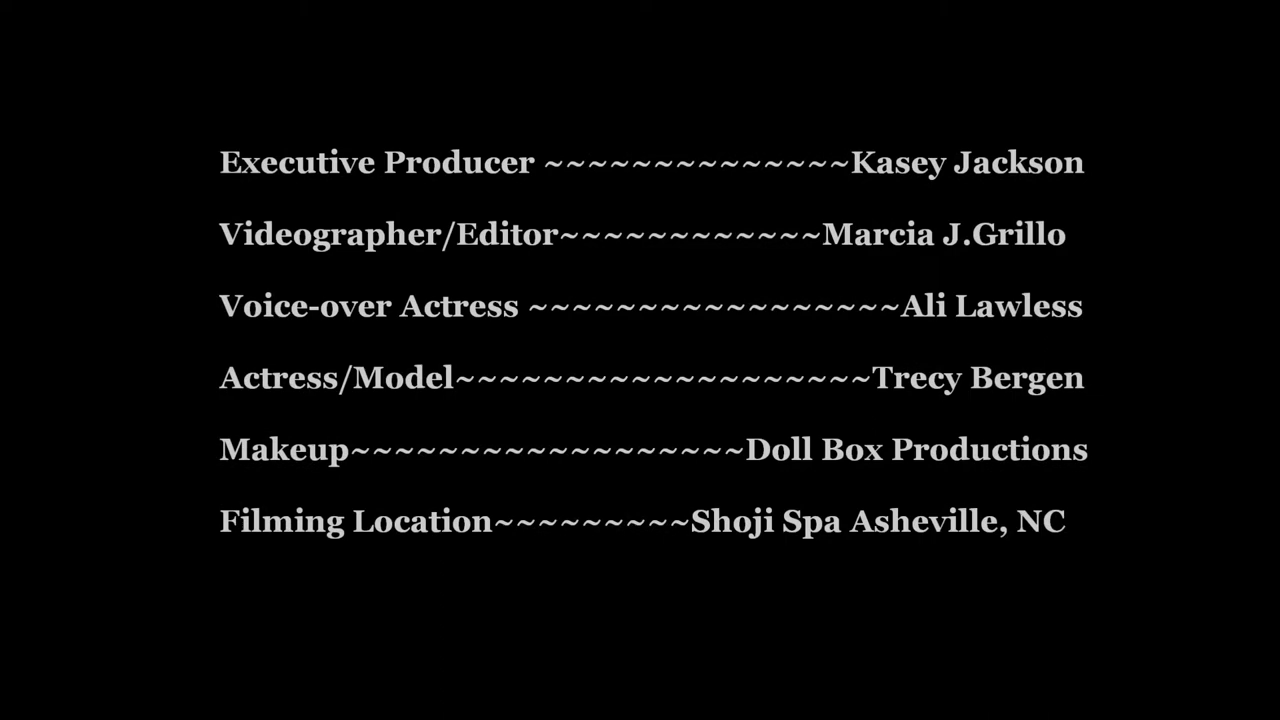 Executive Producer ~~~~~~~~~~~~~~Kasey Jackson
Videographer/Editor~~~~~~~~~~~~Marcia J.Grillo
Voice-over Actress ~~~~~~~~~~~~~~~~~Ali Lawless
Actress/Model~~~~~~~~~~~~~~~~~~~Trecy Bergen
Makeup~~~~~~~~~~~~~~~~~~Doll Box Productions
Filming Location~~~~~~~~~Shoji Spa Asheville, NC